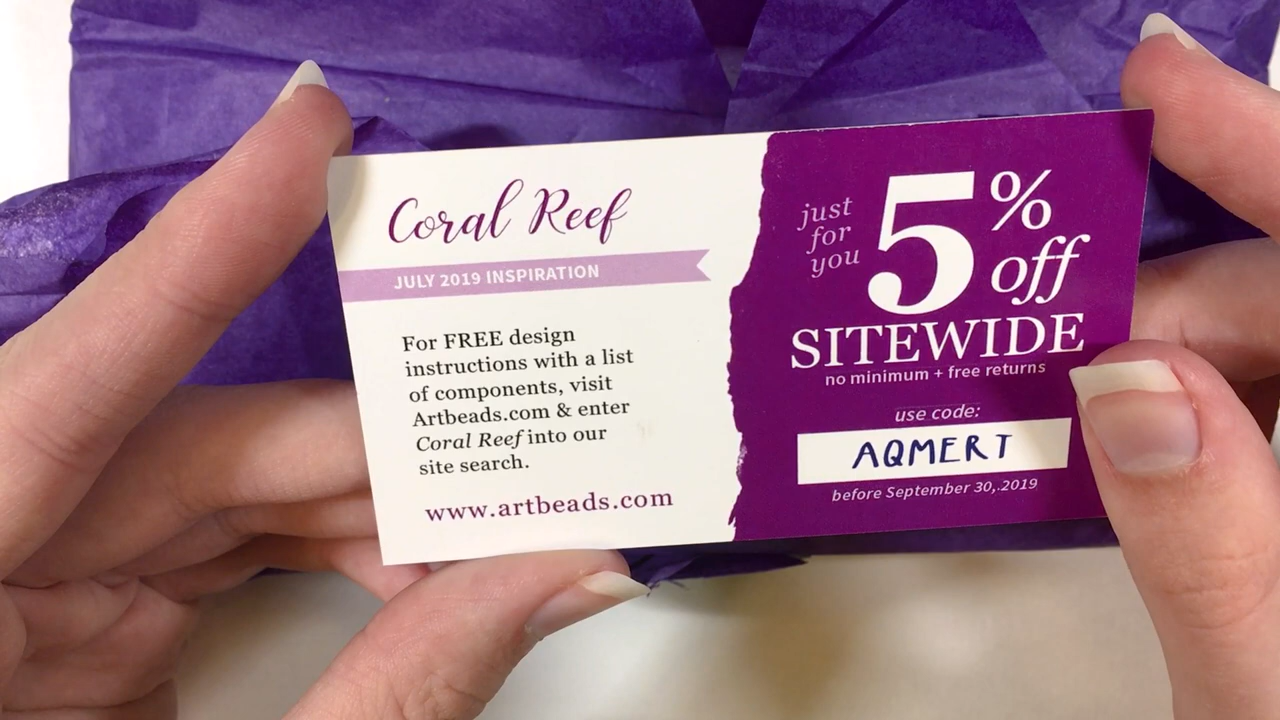 Coral Reef
JULY 2019 INSPIRATION
For FREE design
instructions with a list
of components, visit
Artbeads.com & enter
Coral Reef into our
site search.
www.artbeads.com
just
for
you
5%
off
SITEWIDE
no minimum + free returns
use code:
AQMERT
before September 30, 2019